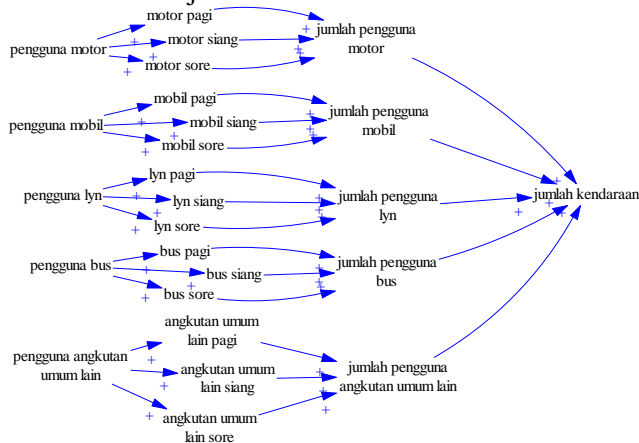 motor pagi
pengguna motor
motor siang
motor sore
jumlah pengguna
motor
mobil pagi
pengguna mobil
mobil siang
mobil sore
jumlah pengguna
mobil
lyn pagi
pengguna lyn
lyn siang
lyn sore
jumlah pengguna
lyn
jumlah kendaraan
bus pagi
pengguna bus
bus siang
bus sore
jumlah pengguna
bus
angkutan umum
lain pagi
pengguna angkutan
umum lain
angkutan umum
lain siang
angkutan umum
lain sore
jumlah pengguna
angkutan umum lain